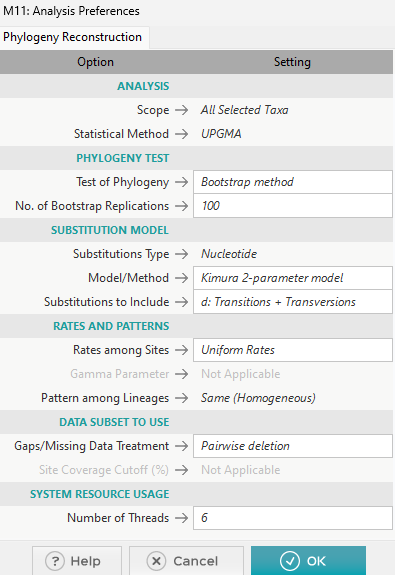 M11: Analysis Preferences
Phylogeny Reconstruction
Option Setting
ANALYSIS
Scope → All Selected Taxa
Statistical Method → UPGMA
PHYLOGENY TEST
Test of Phylogeny → Bootstrap method
No. of Bootstrap Replications → 100
SUBSTITUTION MODEL
Substitutions Type → Nucleotide
Model/Method → Kimura 2-parameter model
Substitutions to Include → d: Transitions + Transversions
RATES AND PATTERNS
Rates among Sites → Uniform Rates
Gamma Parameter → Not Applicable
Pattern among Lineages → Same (Homogeneous)
DATA SUBSET TO USE
Gaps/Missing Data Treatment → Pairwise deletion
Site Coverage Cutoff (%) → Not Applicable
SYSTEM RESOURCE USAGE
Number of Threads → 6
? Help Cancel OK